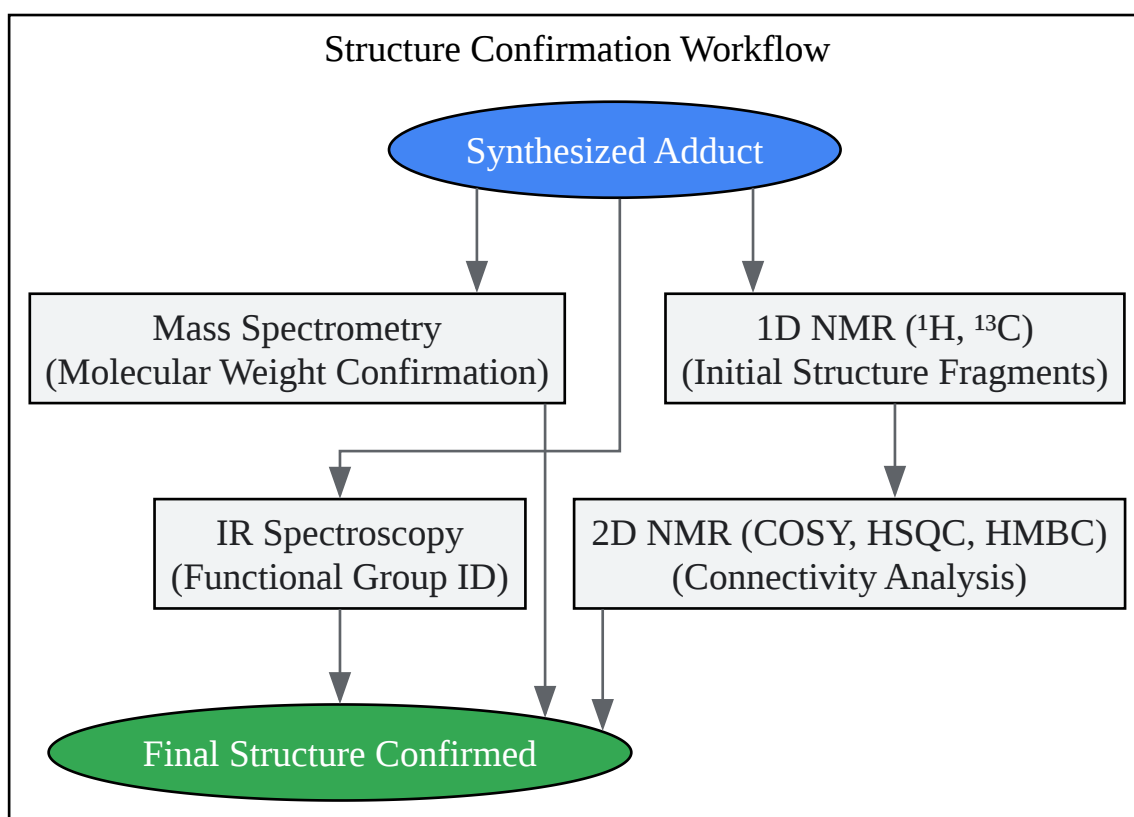 Structure Confirmation Workflow
Synthesized Adduct
Mass Spectrometry
(Molecular Weight Confirmation)
1D NMR (¹H, ¹³C)
(Initial Structure Fragments)
IR Spectroscopy
(Functional Group ID)
2D NMR (COSY, HSQC, HMBC)
(Connectivity Analysis)
Final Structure Confirmed